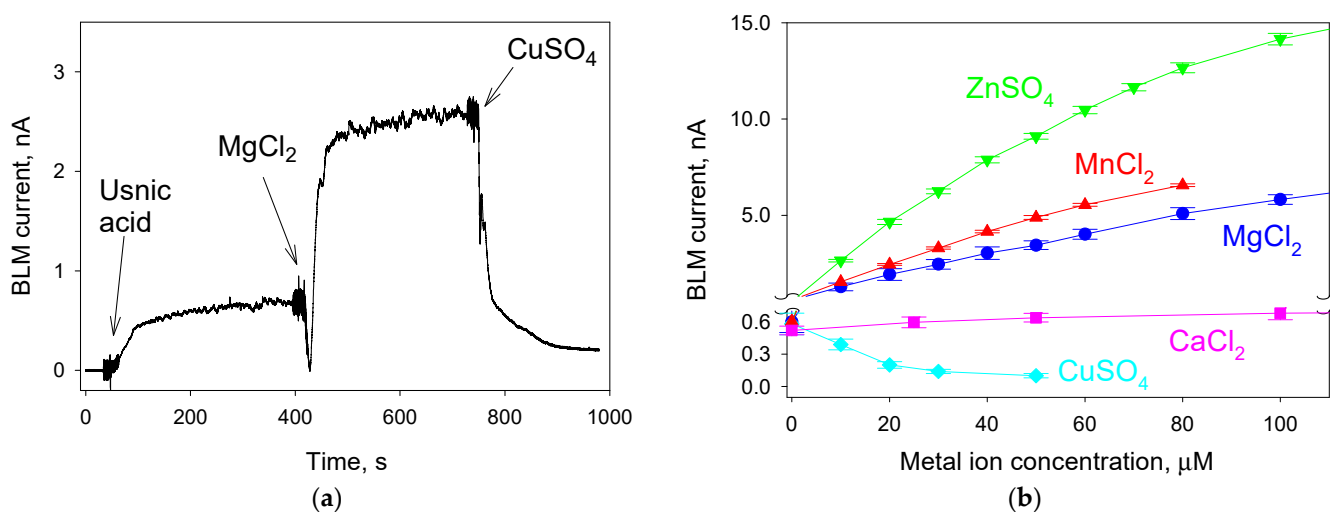 BLM current, nA
3
2
1
0
Usnic
acid
MgCl₂
CuSO₄
0 200 400 600 800 1000
Time, s
(a)
BLM current, nA
15.0
10.0
5.0
0.6
0.3
0.0
ZnSO₄
MnCl₂
MgCl₂
CaCl₂
CuSO₄
0 20 40 60 80 100
Metal ion concentration, μM
(b)